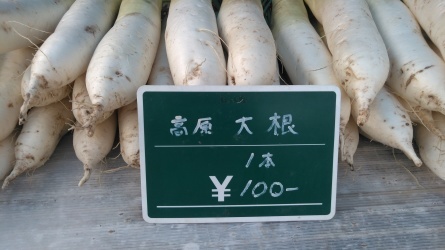 高原 大根
1本
¥100-